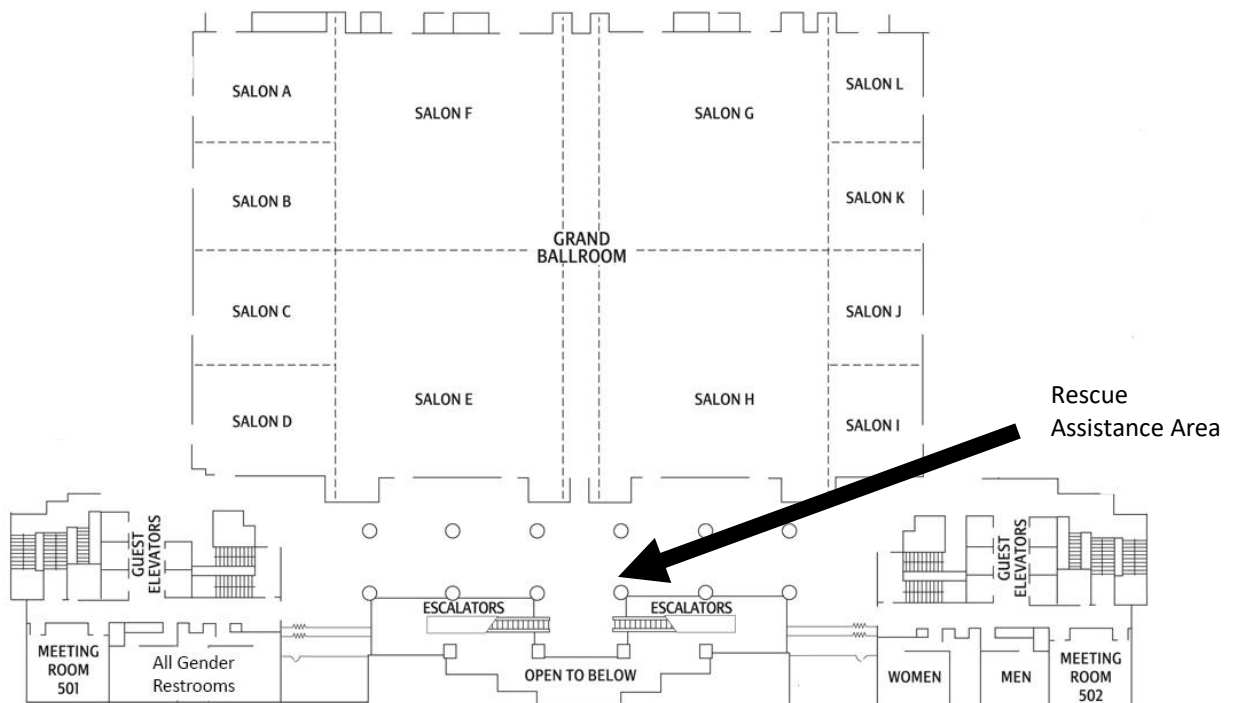 SALON A
SALON F
SALON G
SALON L
SALON B
SALON K
GRAND
BALLROOM
SALON C
SALON J
SALON E
SALON H
SALON D
SALON I
Rescue
Assistance Area
GUEST
ELEVATORS
GUEST
ELEVATORS
ESCALATORS
ESCALATORS
MEETING
ROOM
501
All Gender
Restrooms
OPEN TO BELOW
WOMEN
MEN
MEETING
ROOM
502